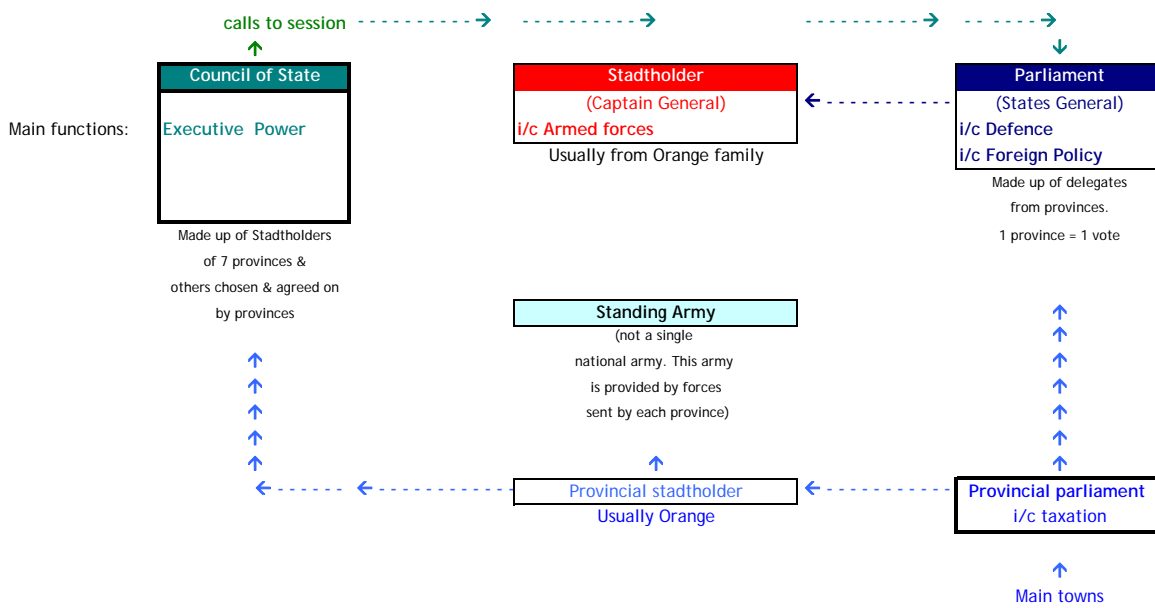 calls to session
Council of State
Stadtholder
Parliament
(Captain General)
(States General)
Main functions:
Executive Power
i/c Armed forces
i/c Defence
Usually from Orange family
i/c Foreign Policy
Made up of delegates
from provinces.
1 province = 1 vote
Made up of Stadtholders
of 7 provinces &
others chosen & agreed on
by provinces
Standing Army
(not a single
national army. This army
is provided by forces
sent by each province)
Provincial stadtholder
Usually Orange
Provincial parliament
i/c taxation
Main towns